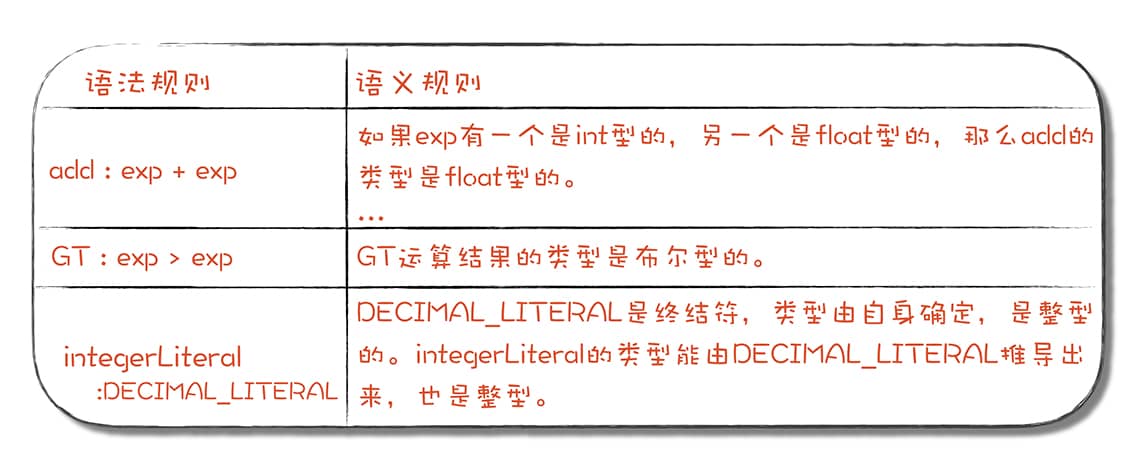 语法规则
语义规则
add : exp + exp
如果exp有一个是int型的，另一个是float型的，那么add的
类型是float型的。
...
GT : exp > exp
GT运算结果的类型是布尔型的。
integerLiteral
:DECIMAL_LITERAL
DECIMAL_LITERAL是终结符，类型由自身确定，是整型
的。integerLiteral的类型能由DECIMAL_LITERAL推导出
来，也是整型。